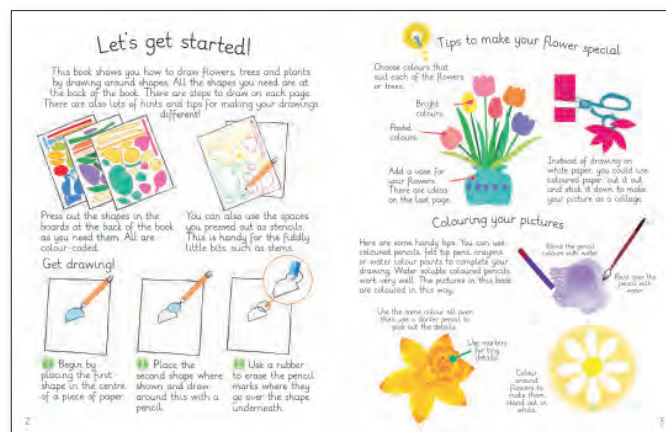 Let's get started!
This book shows you how to draw flowers, trees and plants
by drawing around shapes. All the shapes you need are at
the back of the book. There are steps to draw on each page.
There are also lots of hints and tips for making your drawings
different!
Press out the shapes in the
boards at the back of the book
as you need them. All are
colour-coded.
You can also use the spaces
you pressed out as stencils.
This is handy for the fiddly
little bits, such as stems.
Get drawing!
Begin by
placing the first
shape in the centre
of a piece of paper.
Place the
second shape where
shown and draw
around this with a
pencil.
Use a rubber
to erase the pencil
marks where they
go over the shape
underneath.
2
Tips to make your flower special
Choose colours that
suit each of the flowers
or trees.
Bright
colours.
Pastel
colours.
Add a vase for
your flowers.
There are ideas
on the last page.
Instead of drawing on
white paper, you could use
coloured paper, cut it out
and stick it down to make
your picture as a collage.
Colouring your pictures
Here are some handy tips. You can use
coloured pencils, felt tip pens, crayons
or water colour paints to complete your
drawing. Water soluble coloured pencils
work very well. The pictures in this book
are coloured in this way.
Blend the pencil
colours with water
Paint over the
pencil with
water
Use the same colour all over,
then use a darker pencil to
pick out the details.
Use markers
for tiny
details
Colour
around
flowers to
make them
stand out in
white.
3